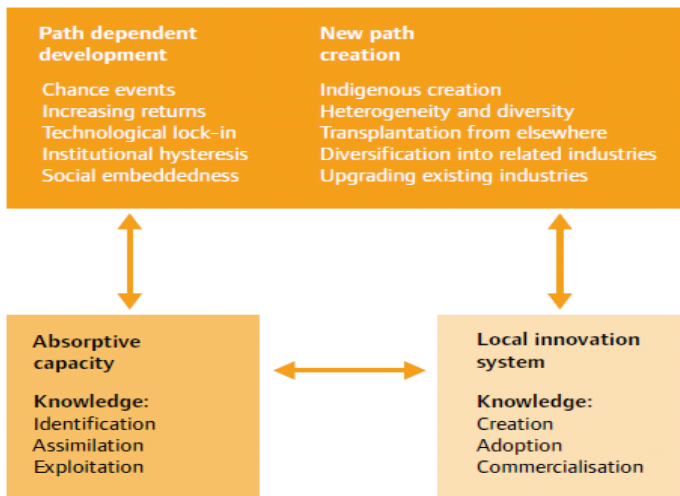 Path dependent
development
Chance events
Increasing returns
Technological lock-in
Institutional hysteresis
Social embeddedness
New path
creation
Indigenous creation
Heterogeneity and diversity
Transplantation from elsewhere
Diversification into related industries
Upgrading existing industries
Absorptive
capacity
Knowledge:
Identification
Assimilation
Exploitation
Local innovation
system
Knowledge:
Creation
Adoption
Commercialisation